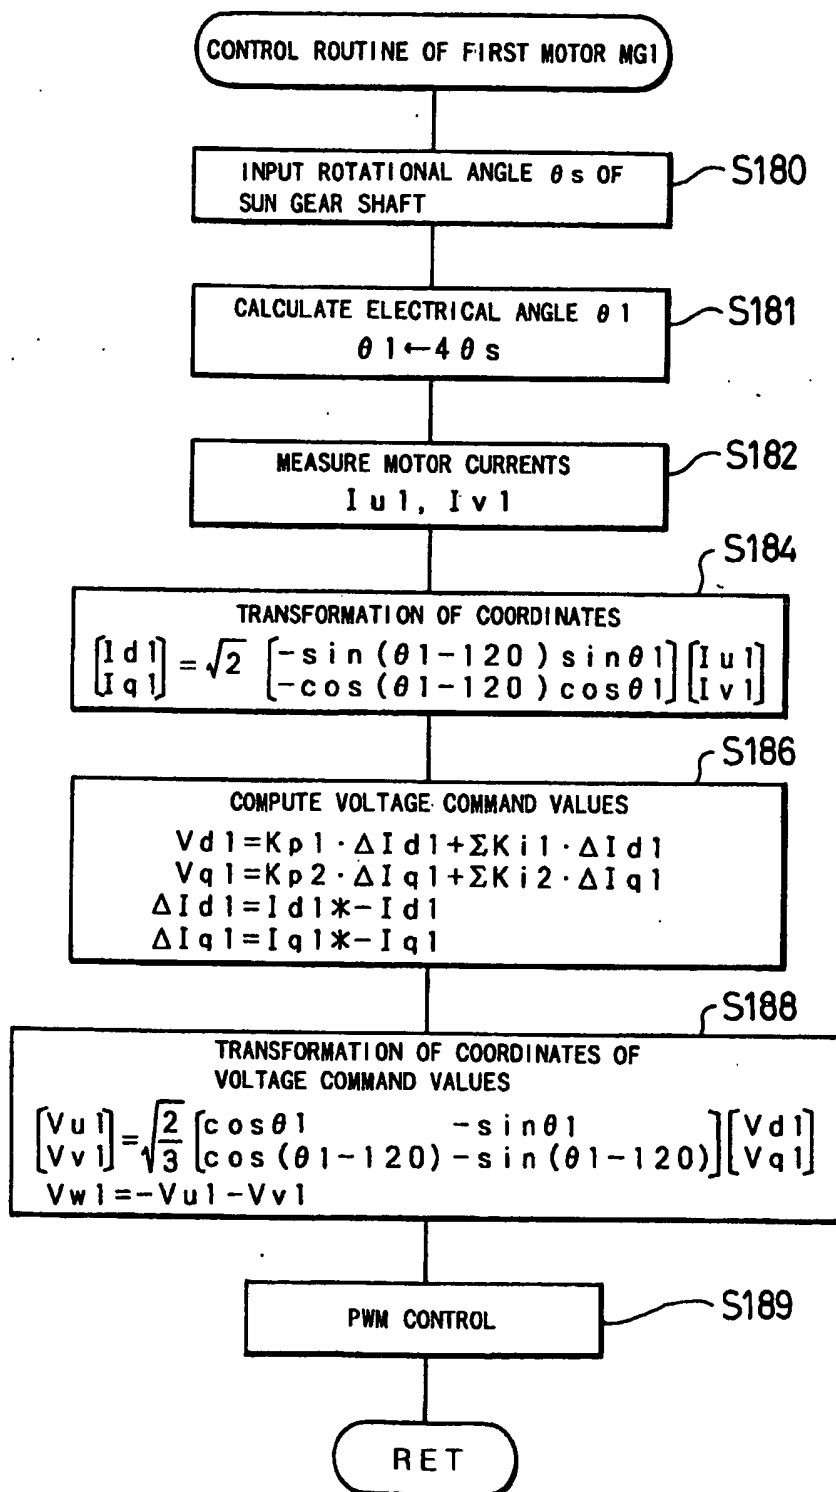 CONTROL ROUTINE OF FIRST MOTOR MG1
INPUT ROTATIONAL ANGLE θs OF
SUN GEAR SHAFT
S180
CALCULATE ELECTRICAL ANGLE θ1
θ1←4θs
S181
MEASURE MOTOR CURRENTS
Iu1, Iv1
S182
S184
TRANSFORMATION OF COORDINATES
[Id1] = √2 [-sin(θ1-120) sinθ1] [Iu1]
[Iq1] [-cos(θ1-120) cosθ1] [Iv1]
S186
COMPUTE VOLTAGE COMMAND VALUES
Vd1=Kp1·ΔId1+ΣKi1·ΔId1
Vq1=Kp2·ΔIq1+ΣKi2·ΔIq1
ΔId1=Id1*-Id1
ΔIq1=Iq1*-Iq1
S188
TRANSFORMATION OF COORDINATES OF
VOLTAGE COMMAND VALUES
[Vu1] = √2/3 [cosθ1 -sinθ1] [Vd1]
[Vv1] [cos(θ1-120) -sin(θ1-120)] [Vq1]
Vw1=-Vu1-Vv1
PWM CONTROL
S189
RET